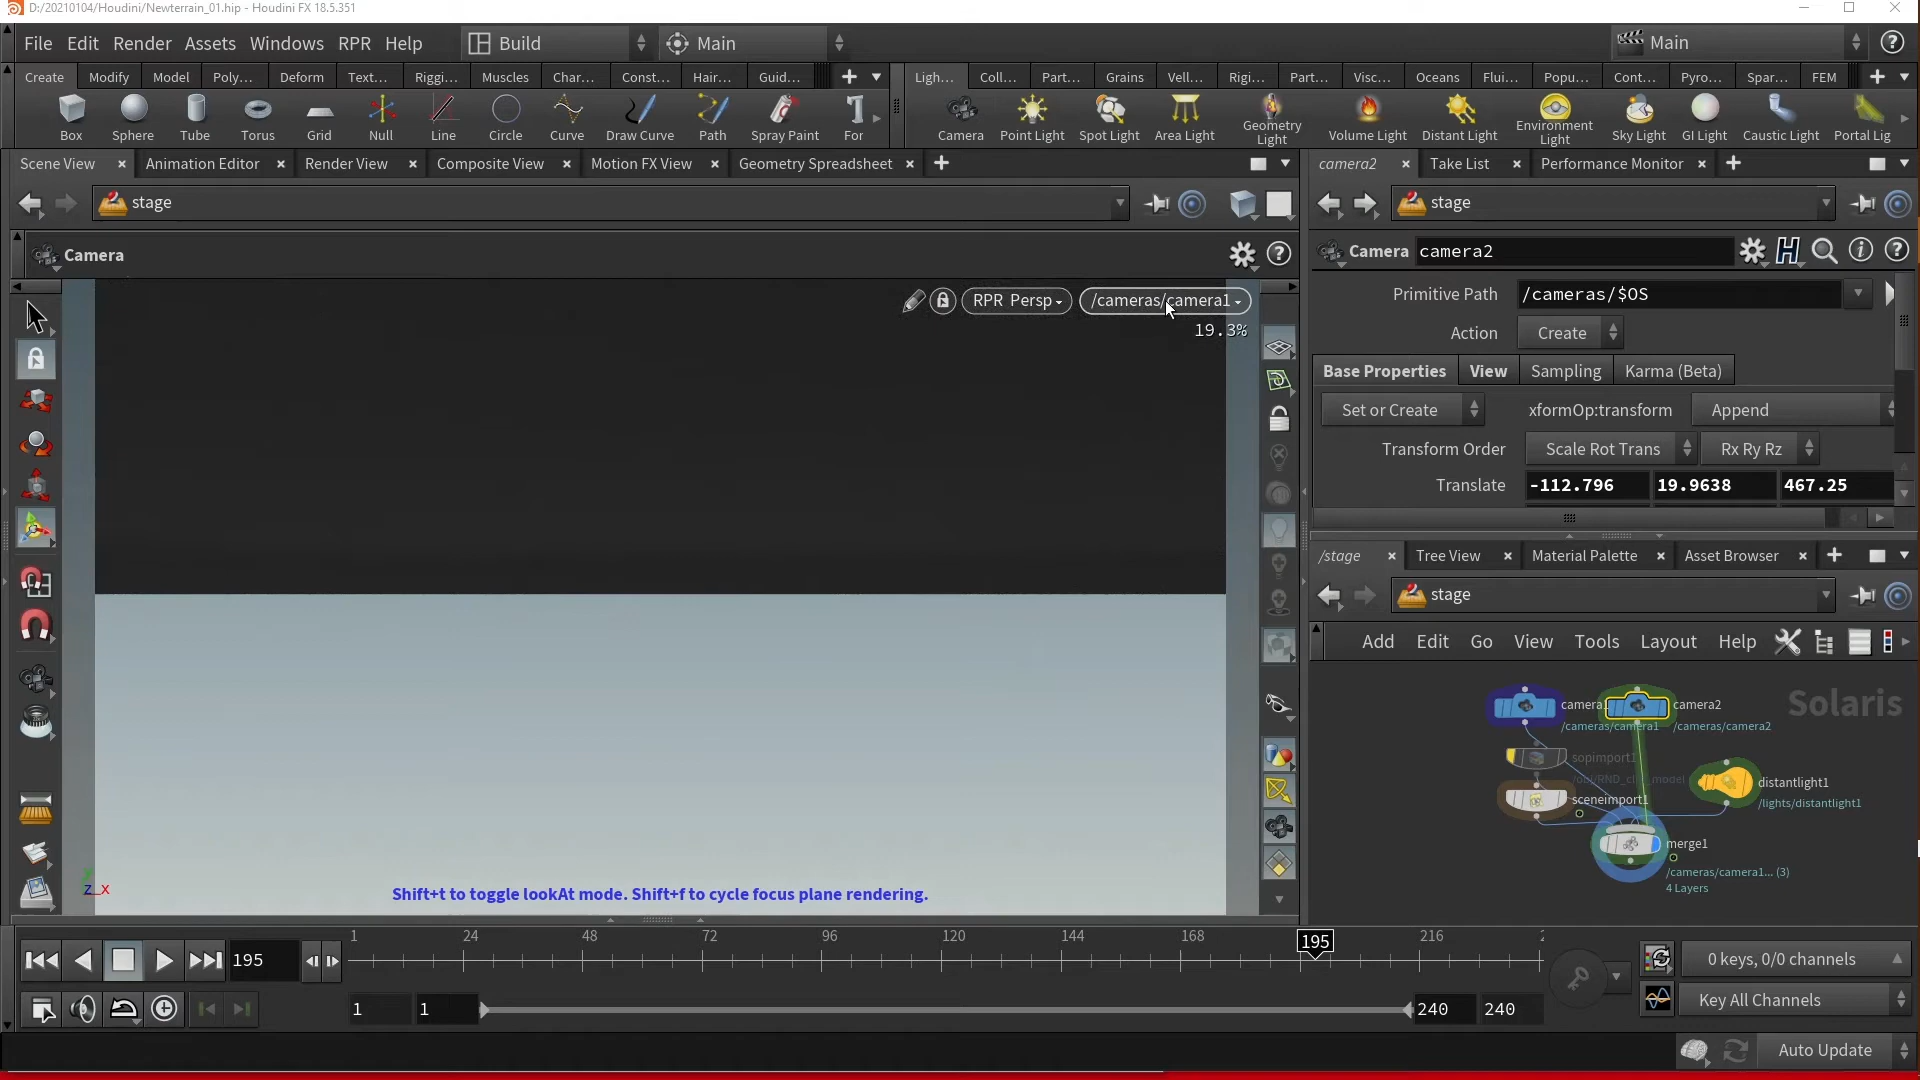 D:/20210104/Houdini/Newterrain_01.hip - Houdini FX 18.5.351
File Edit Render Assets Windows RPR Help Build Main Main
Create Modify Model Poly... Deform Text... Riggi... Muscles Char... Const... Hair... Guid...
Ligh... Coll... Part... Grains Vell... Rigi... Part... Visc... Oceans Flui... Popu... Cont... Pyro... Spar... FEM
Box Sphere Tube Torus Grid Null Line Circle Curve Draw Curve Path Spray Paint For
Camera Point Light Spot Light Area Light Geometry Light Volume Light Distant Light Environment Light Sky Light GI Light Caustic Light Portal Lig
Scene View Animation Editor Render View Composite View Motion FX View Geometry Spreadsheet
camera2 Take List Performance Monitor
stage
stage
Camera
Camera camera2
RPR Persp /cameras/camera1
19.3%
Primitive Path /cameras/$OS
Action Create
Base Properties View Sampling Karma (Beta)
Set or Create xformOp:transform Append
Transform Order Scale Rot Trans Rx Ry Rz
Translate -112.796 19.9638 467.25
/stage Tree View Material Palette Asset Browser
stage
Add Edit Go View Tools Layout Help
Solaris
camera1 camera2
/cameras/camera1 /cameras/camera2
sopimport1
distantlight1
sceneimport1 /lights/distantlight1
merge1
/cameras/camera1... (3)
4 Layers
z x
Shift+t to toggle lookAt mode. Shift+f to cycle focus plane rendering.
195 1 24 48 72 96 120 144 168 195 216
0 keys, 0/0 channels
1 1 240 240
Key All Channels
Auto Update